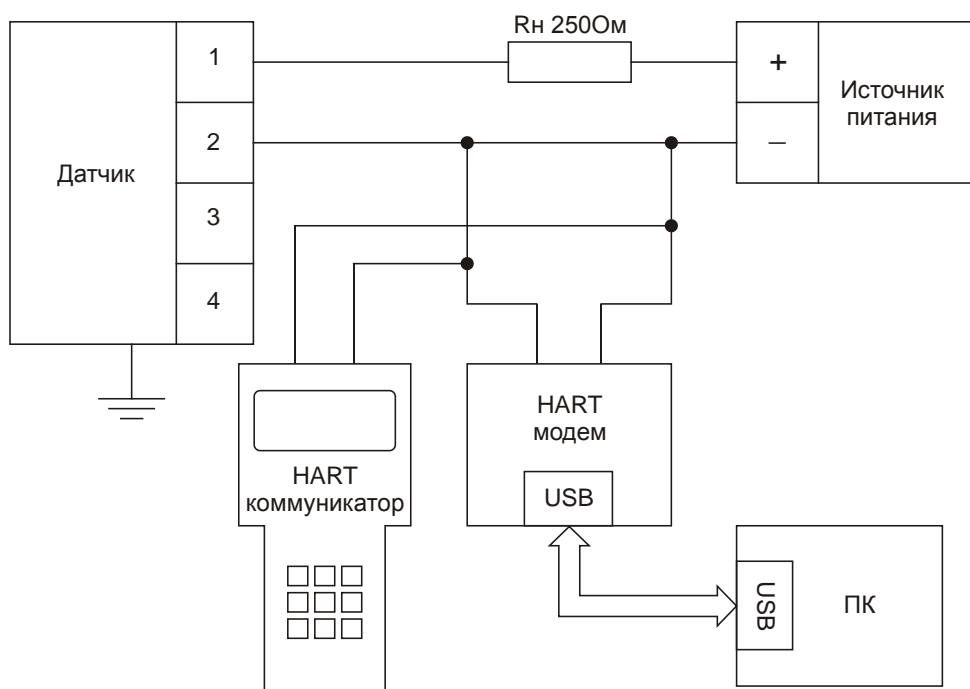 Rн 250Ом
1
+
Источник
питания
2
–
Датчик
3
4
HART
модем
HART
коммуникатор
USB
USB
ПК